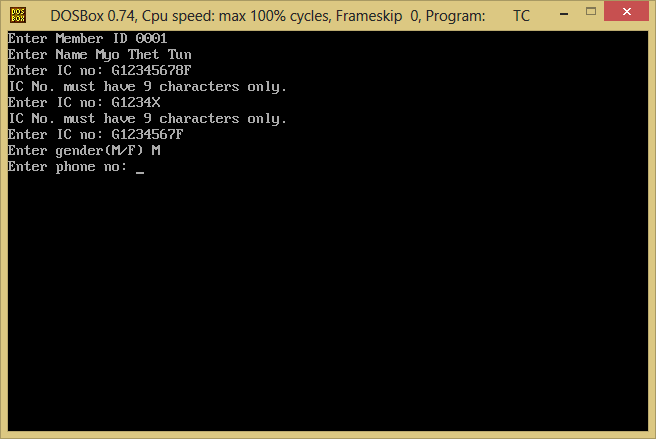 DOS
BOX
DOSBox 0.74, Cpu speed: max 100% cycles, Frameskip 0, Program: TC
Enter Member ID 0001
Enter Name Myo Thet Tun
Enter IC no: G12345678F
IC No. must have 9 characters only.
Enter IC no: G1234X
IC No. must have 9 characters only.
Enter IC no: G1234567F
Enter gender(M/F) M
Enter phone no: _